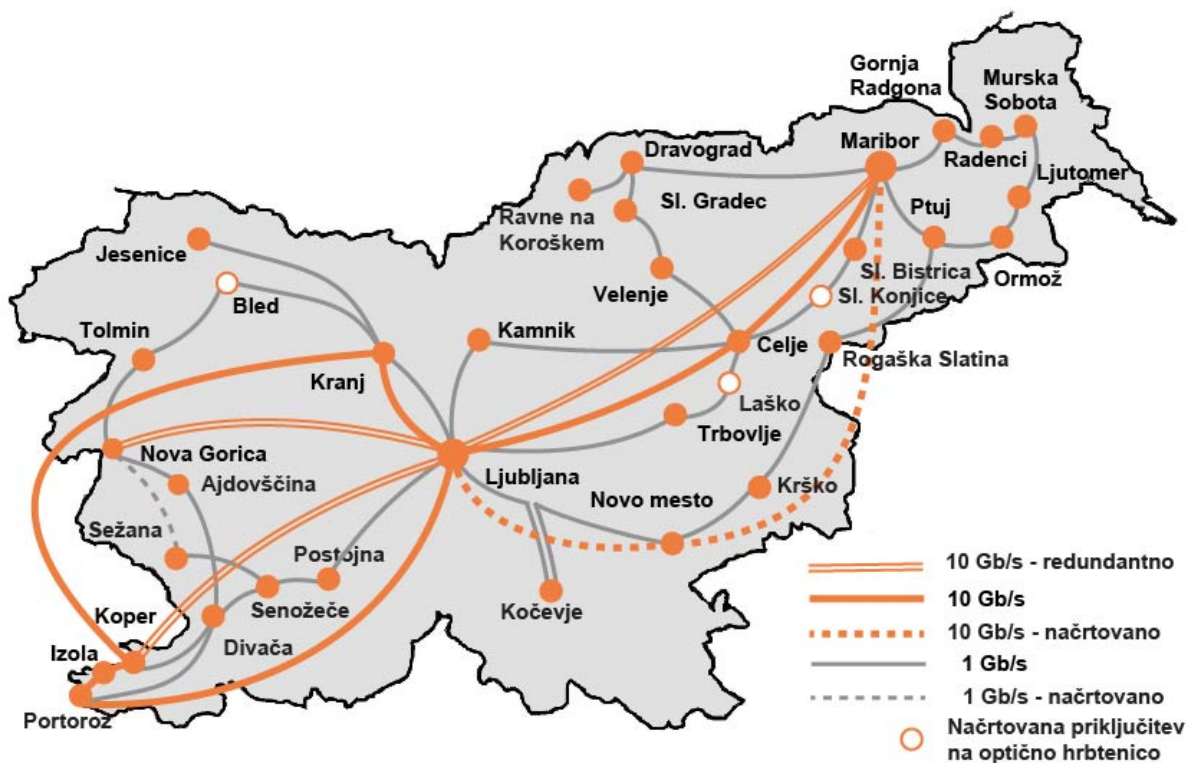 Gornja
Radgona
Murska
Sobota
Maribor
Dravograd
Radenci
Ljutomer
Sl. Gradec
Ptuj
Ravne na
Koroškem
Jesenice
Sl. Bistrica
Ormož
Velenje
Sl. Konjice
Bled
Tolmin
Kamnik
Celje
Rogaška Slatina
Kranj
Laško
Trbovlje
Nova Gorica
Ljubljana
Ajdovščina
Novo mesto
Krško
Sežana
Postojna
Senožeče
Kočevje
Koper
Divača
Izola
Portorož
10 Gb/s - redundantno
10 Gb/s
10 Gb/s - načrtovano
1 Gb/s
1 Gb/s - načrtovano
Načrtovana priključitev
na optično hrbtenico